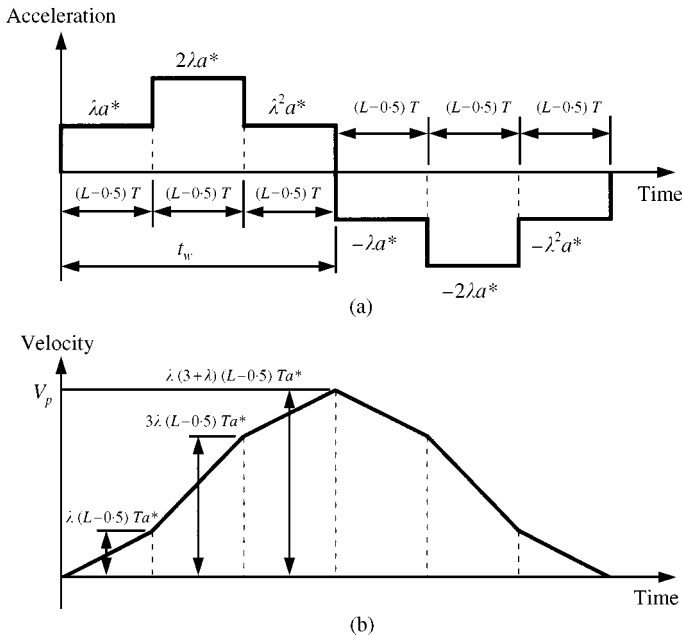 Acceleration
2λa*
λa*
λ²a*
(L−0·5) T
(L−0·5) T
(L−0·5) T
Time
(L−0·5) T
(L−0·5) T
(L−0·5) T
t_w
−λa*
−λ²a*
−2λa*
(a)
Velocity
V_p
λ (3+λ) (L−0·5) Ta*
3λ (L−0·5) Ta*
λ (L−0·5) Ta*
Time
(b)